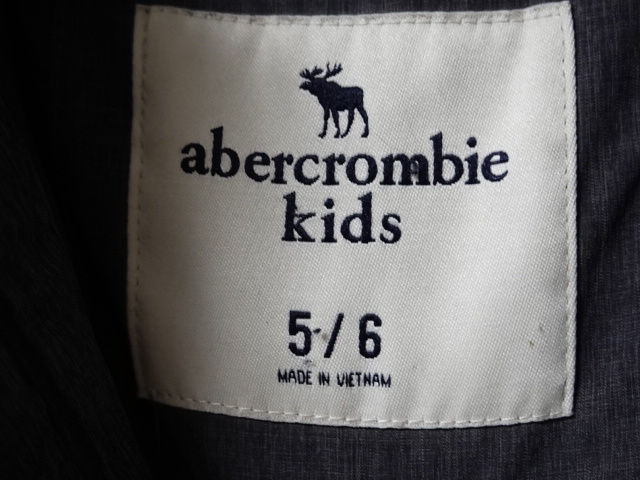 abercrombie
kids
5/6
MADE IN VIETNAM